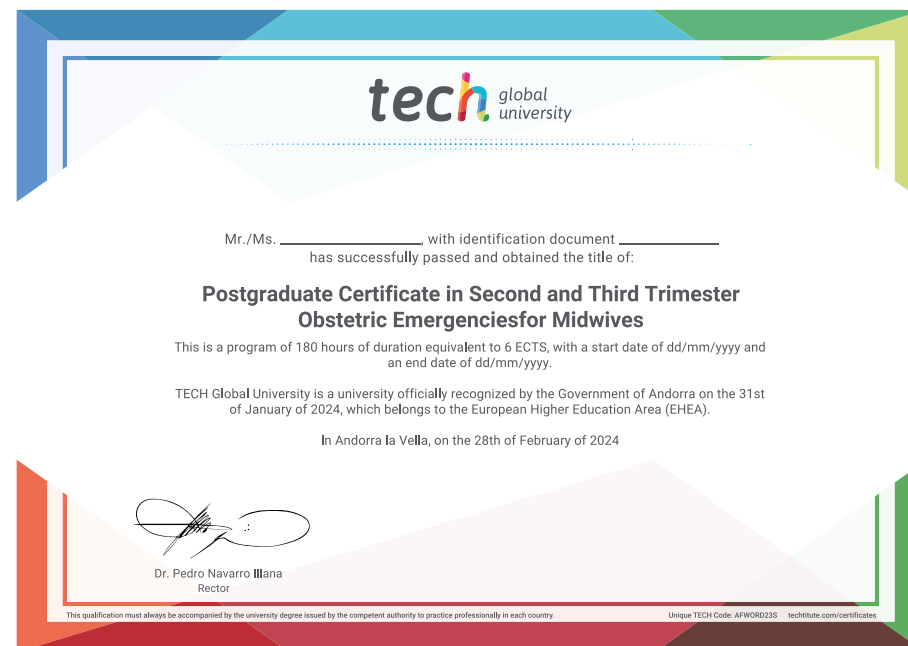 tech global
university
Mr./Ms. ____________, with identification document ____________
has successfully passed and obtained the title of:
Postgraduate Certificate in Second and Third Trimester
Obstetric Emergenciesfor Midwives
This is a program of 180 hours of duration equivalent to 6 ECTS, with a start date of dd/mm/yyyy and
an end date of dd/mm/yyyy.
TECH Global University is a university officially recognized by the Government of Andorra on the 31st
of January of 2024, which belongs to the European Higher Education Area (EHEA).
In Andorra la Vella, on the 28th of February of 2024
Dr. Pedro Navarro Illana
Rector
This qualification must always be accompanied by the university degree issued by the competent authority to practice professionally in each country.
Unique TECH Code: AFWORD23S techtitute.com/certificates